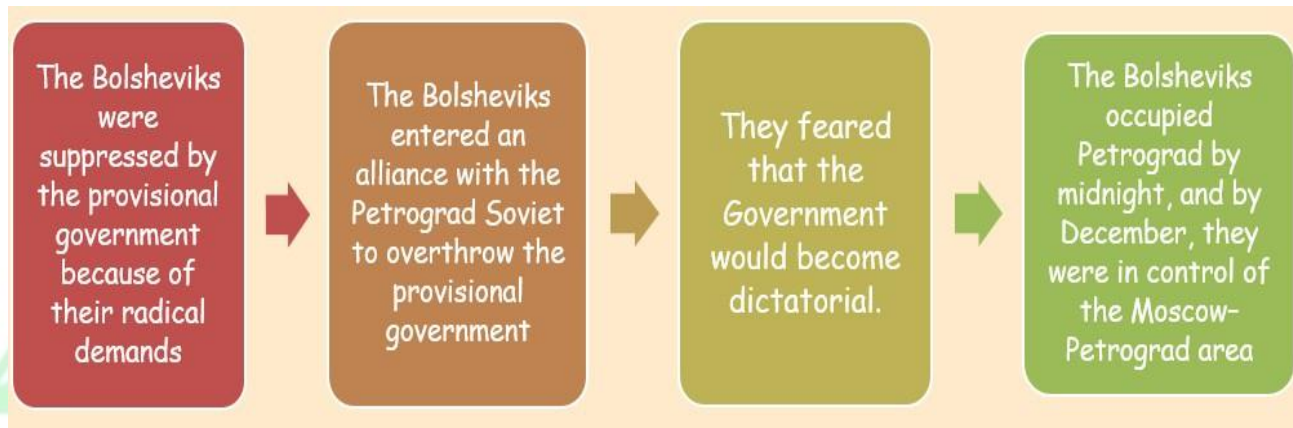 The Bolsheviks
were
suppressed by
the provisional
government
because of
their radical
demands
The Bolsheviks
entered an
alliance with the
Petrograd Soviet
to overthrow the
provisional
government
They feared
that the
Government
would become
dictatorial.
The Bolsheviks
occupied
Petrograd by
midnight, and by
December, they
were in control of
the Moscow–
Petrograd area